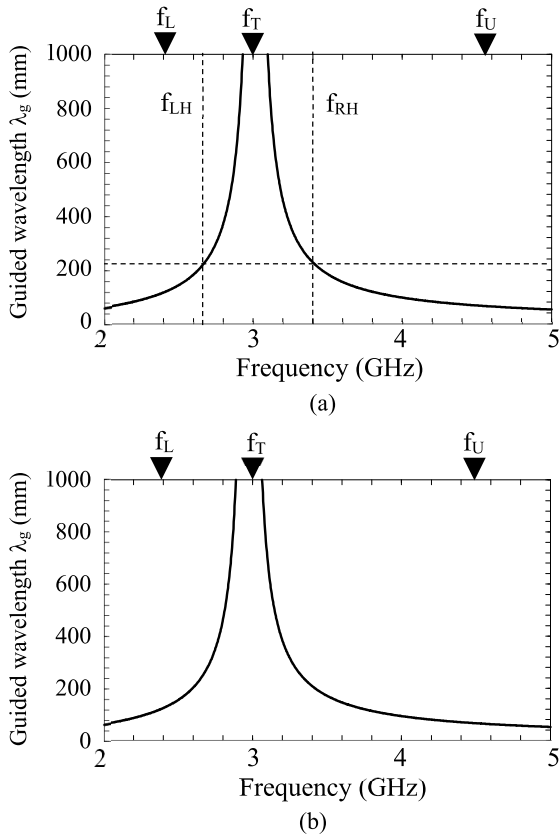 f_L f_T f_U
1000
800
600
400
200
0
Guided wavelength λ_g (mm)
f_LH
f_RH
2 3 4 5
Frequency (GHz)
(a)
f_L f_T f_U
1000
800
600
400
200
0
Guided wavelength λ_g (mm)
2 3 4 5
Frequency (GHz)
(b)